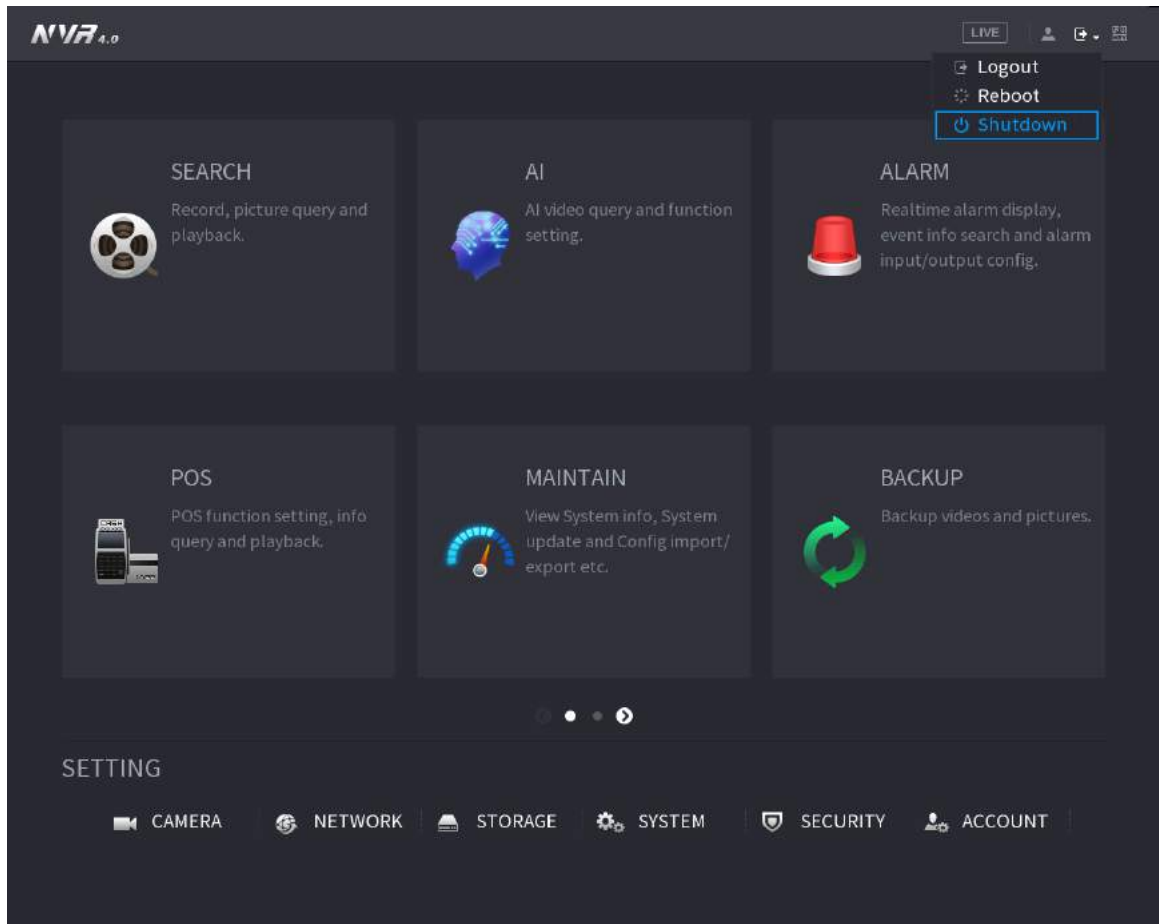 NVR 4.0
LIVE
Logout
Reboot
Shutdown
SEARCH
Record, picture query and
playback.
AI
AI video query and function
setting.
ALARM
Realtime alarm display,
event info search and alarm
input/output config.
POS
POS function setting, info
query and playback.
CASH
MAINTAIN
View System info, System
update and Config import/
export etc.
BACKUP
Backup videos and pictures.
SETTING
CAMERA
NETWORK
STORAGE
SYSTEM
SECURITY
ACCOUNT